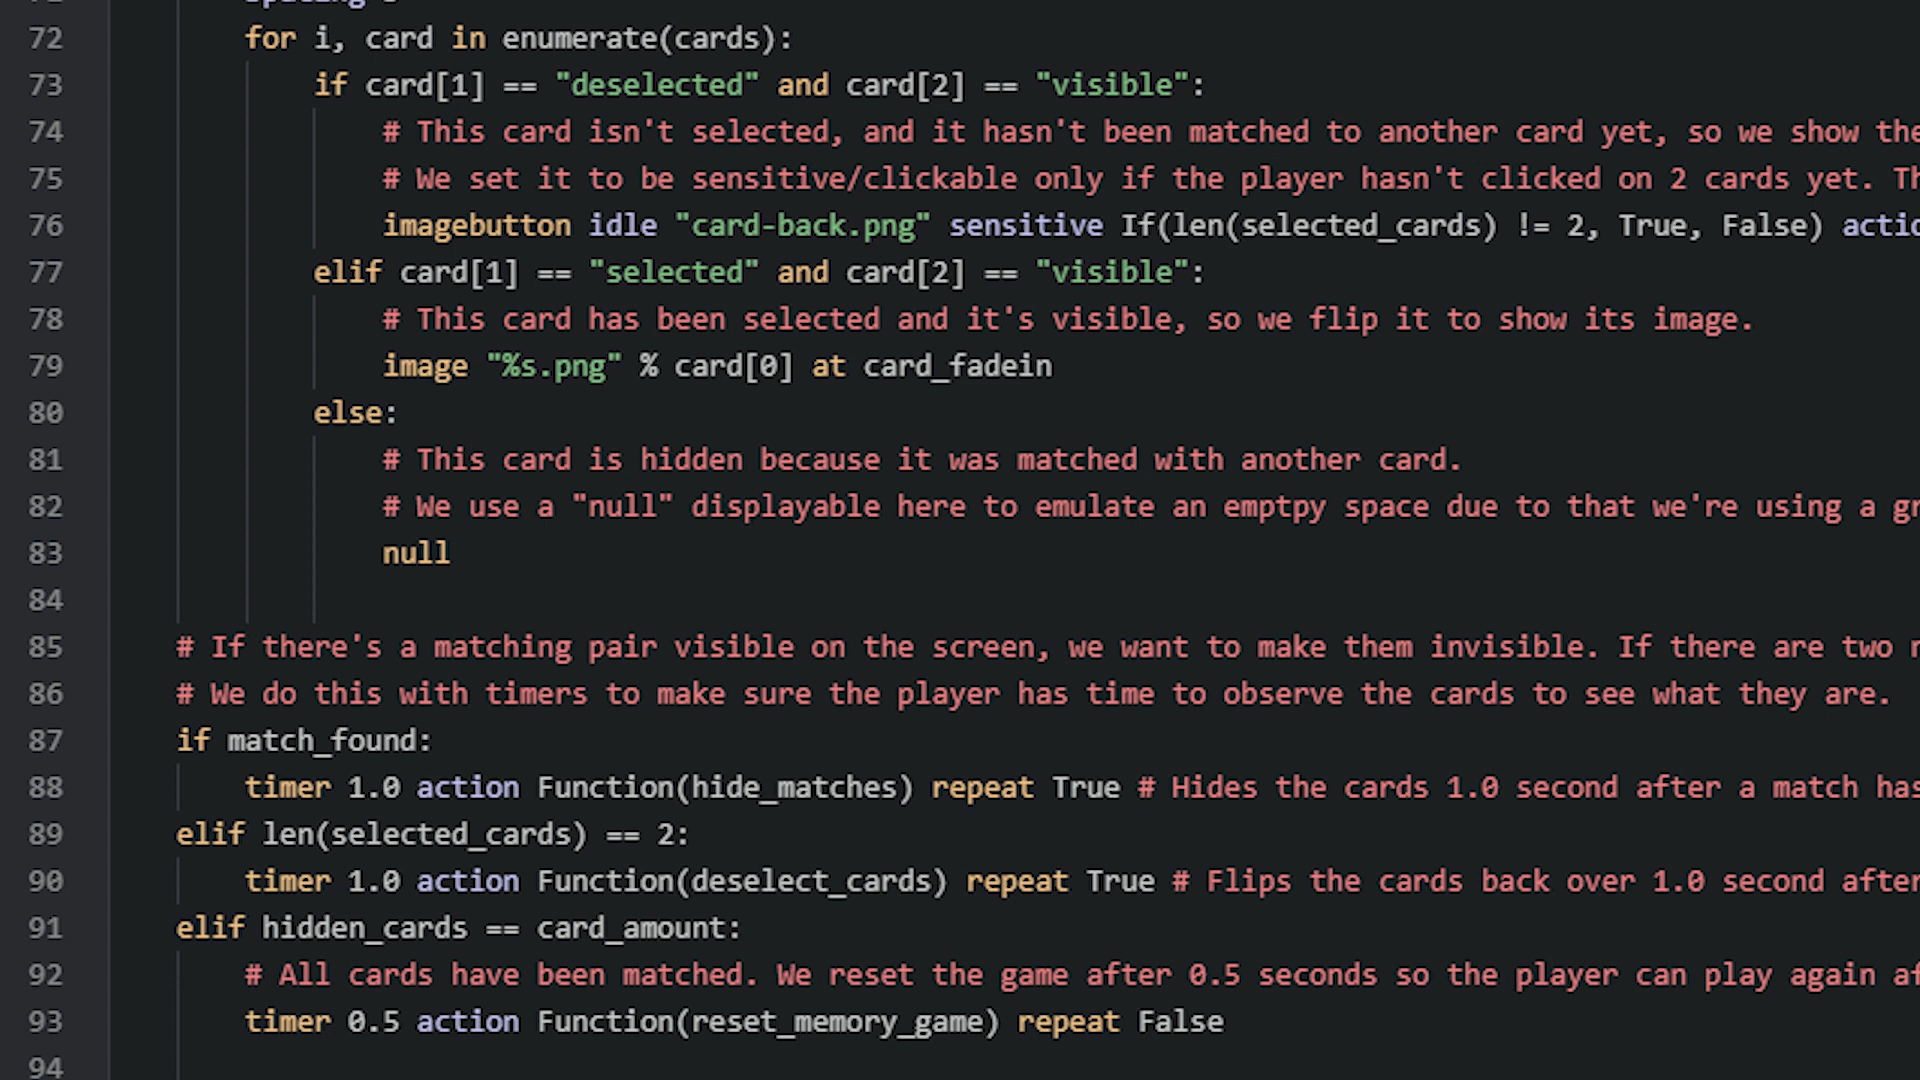 72 for i, card in enumerate(cards):
73 if card[1] == "deselected" and card[2] == "visible":
74 # This card isn't selected, and it hasn't been matched to another card yet, so we show the
75 # We set it to be sensitive/clickable only if the player hasn't clicked on 2 cards yet.
76 imagebutton idle "card-back.png" sensitive If(len(selected_cards) != 2, True, False)
77 elif card[1] == "selected" and card[2] == "visible":
78 # This card has been selected and it's visible, so we flip it to show its image.
79 image "%s.png" % card[0] at card_fadein
80 else:
81 # This card is hidden because it was matched with another card.
82 # We use a "null" displayable here to emulate an emptpy space due to that we're using a
83 null
84
85 # If there's a matching pair visible on the screen, we want to make them invisible. If there are two
86 # We do this with timers to make sure the player has time to observe the cards to see what they are.
87 if match_found:
88 timer 1.0 action Function(hide_matches) repeat True # Hides the cards 1.0 second after a match has
89 elif len(selected_cards) == 2:
90 timer 1.0 action Function(deselect_cards) repeat True # Flips the cards back over 1.0 second after
91 elif hidden_cards == card_amount:
92 # All cards have been matched. We reset the game after 0.5 seconds so the player can play again
93 timer 0.5 action Function(reset_memory_game) repeat False
94